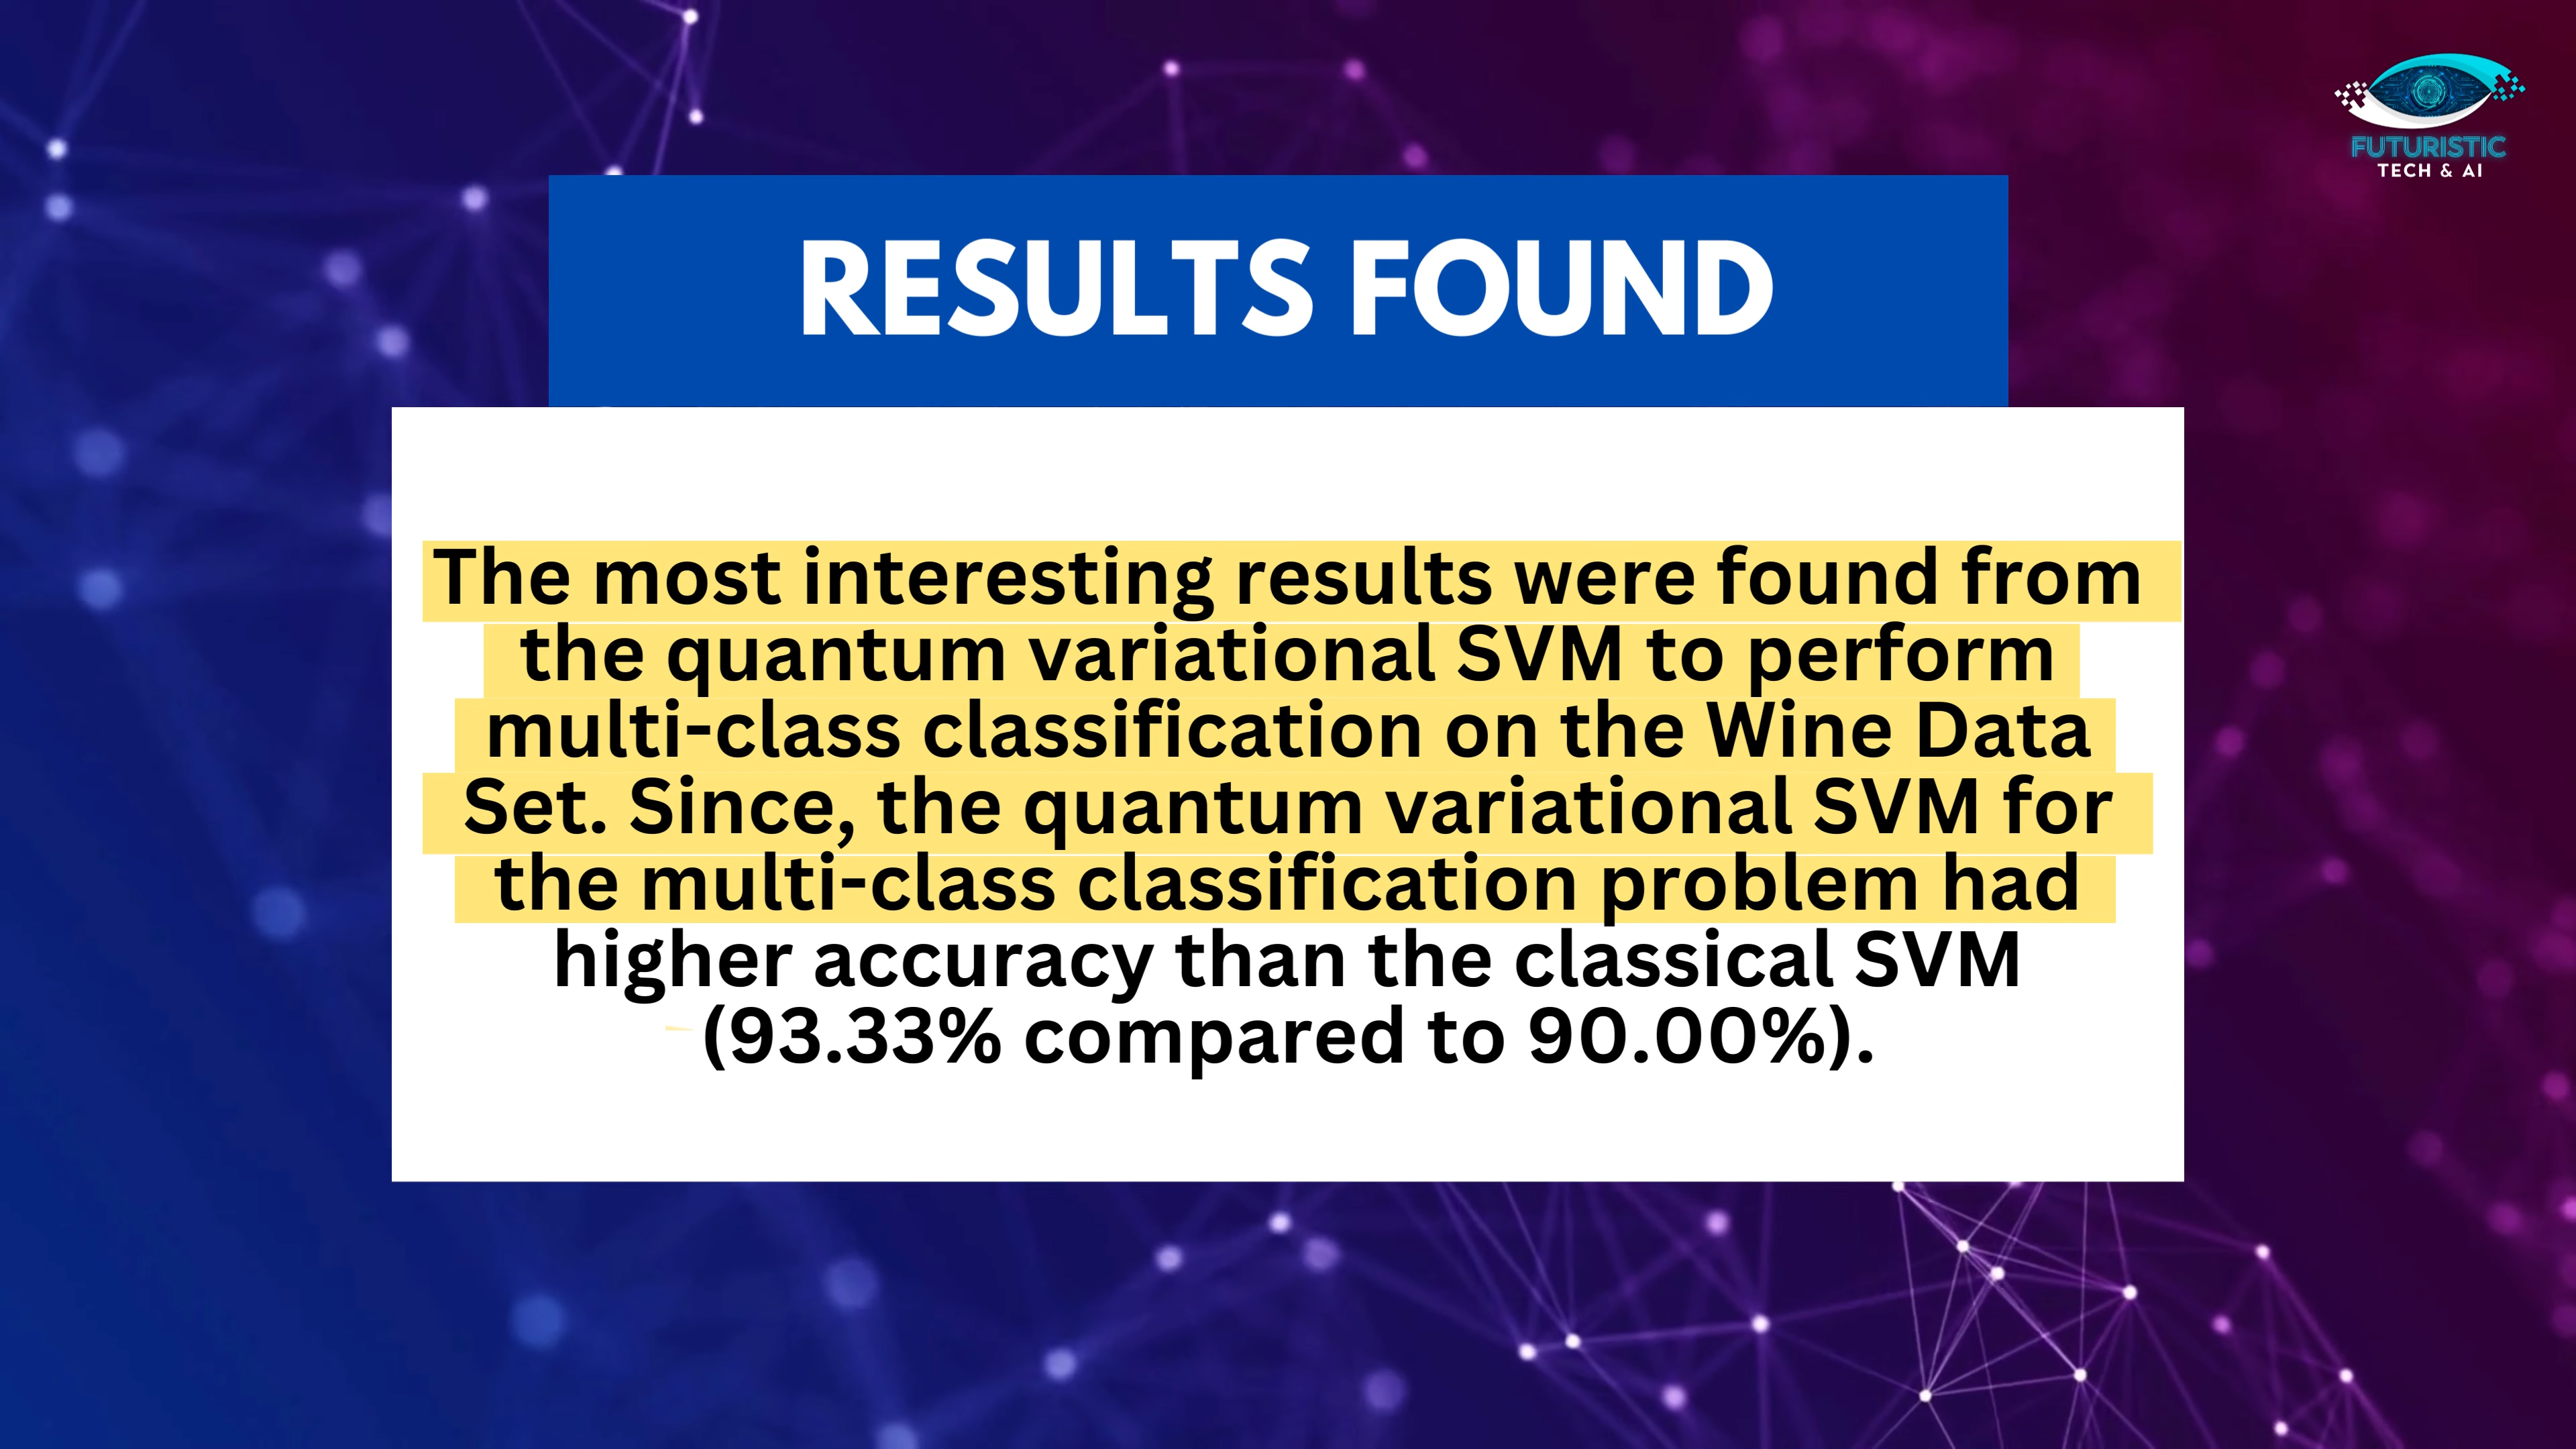 FUTURISTIC
TECH & AI
RESULTS FOUND
The most interesting results were found from
the quantum variational SVM to perform
multi-class classification on the Wine Data
Set. Since, the quantum variational SVM for
the multi-class classification problem had
higher accuracy than the classical SVM
(93.33% compared to 90.00%).